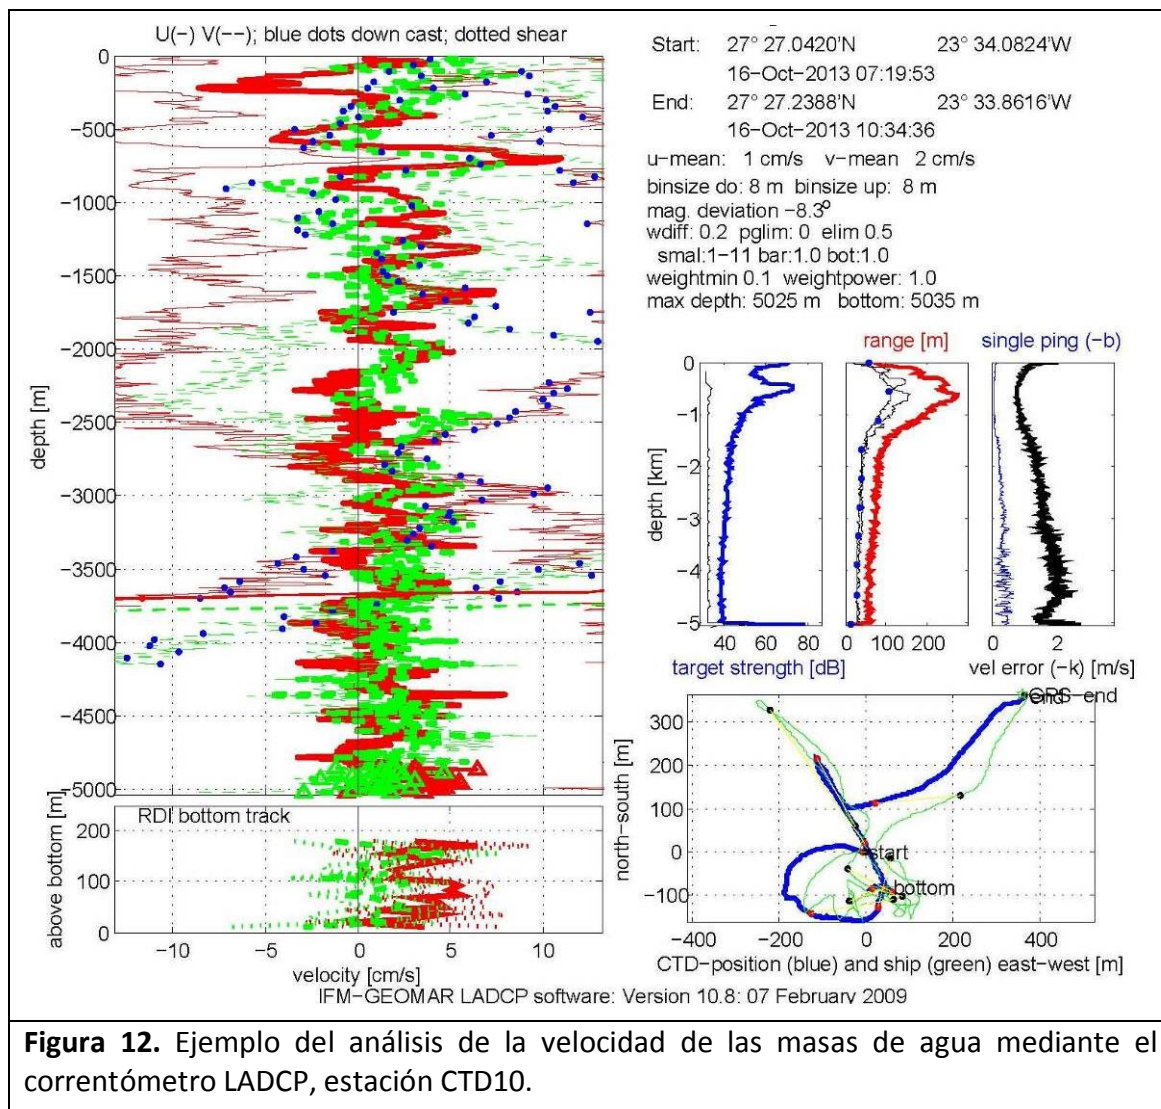 U(-) V(--); blue dots down cast; dotted shear
0
-500
-1000
-1500
-2000
-2500
-3000
-3500
-4000
-4500
-5000
depth [m]
RDI bottom track
200
100
0
above bottom [m]
-10 -5 0 5 10
velocity [cm/s]
Start: 27° 27.0420'N 23° 34.0824'W
16-Oct-2013 07:19:53
End: 27° 27.2388'N 23° 33.8616'W
16-Oct-2013 10:34:36
u-mean: 1 cm/s v-mean 2 cm/s
binsize do: 8 m binsize up: 8 m
mag. deviation -8.3°
wdiff: 0.2 pglim: 0 elim 0.5
smal:1-11 bar:1.0 bot:1.0
weightmin 0.1 weightpower: 1.0
max depth: 5025 m bottom: 5035 m
range [m] single ping (-b)
0
-1
-2
-3
-4
-5
depth [km]
40 60 80
0 100 200
0 2
target strength [dB] vel error (-k) [m/s]
300
200
100
0
-100
north-south [m]
GPS-end
end
start
bottom
-400 -200 0 200 400
CTD-position (blue) and ship (green) east-west [m]
IFM-GEOMAR LADCP software: Version 10.8: 07 February 2009
Figura 12. Ejemplo del análisis de la velocidad de las masas de agua mediante el
correntómetro LADCP, estación CTD10.